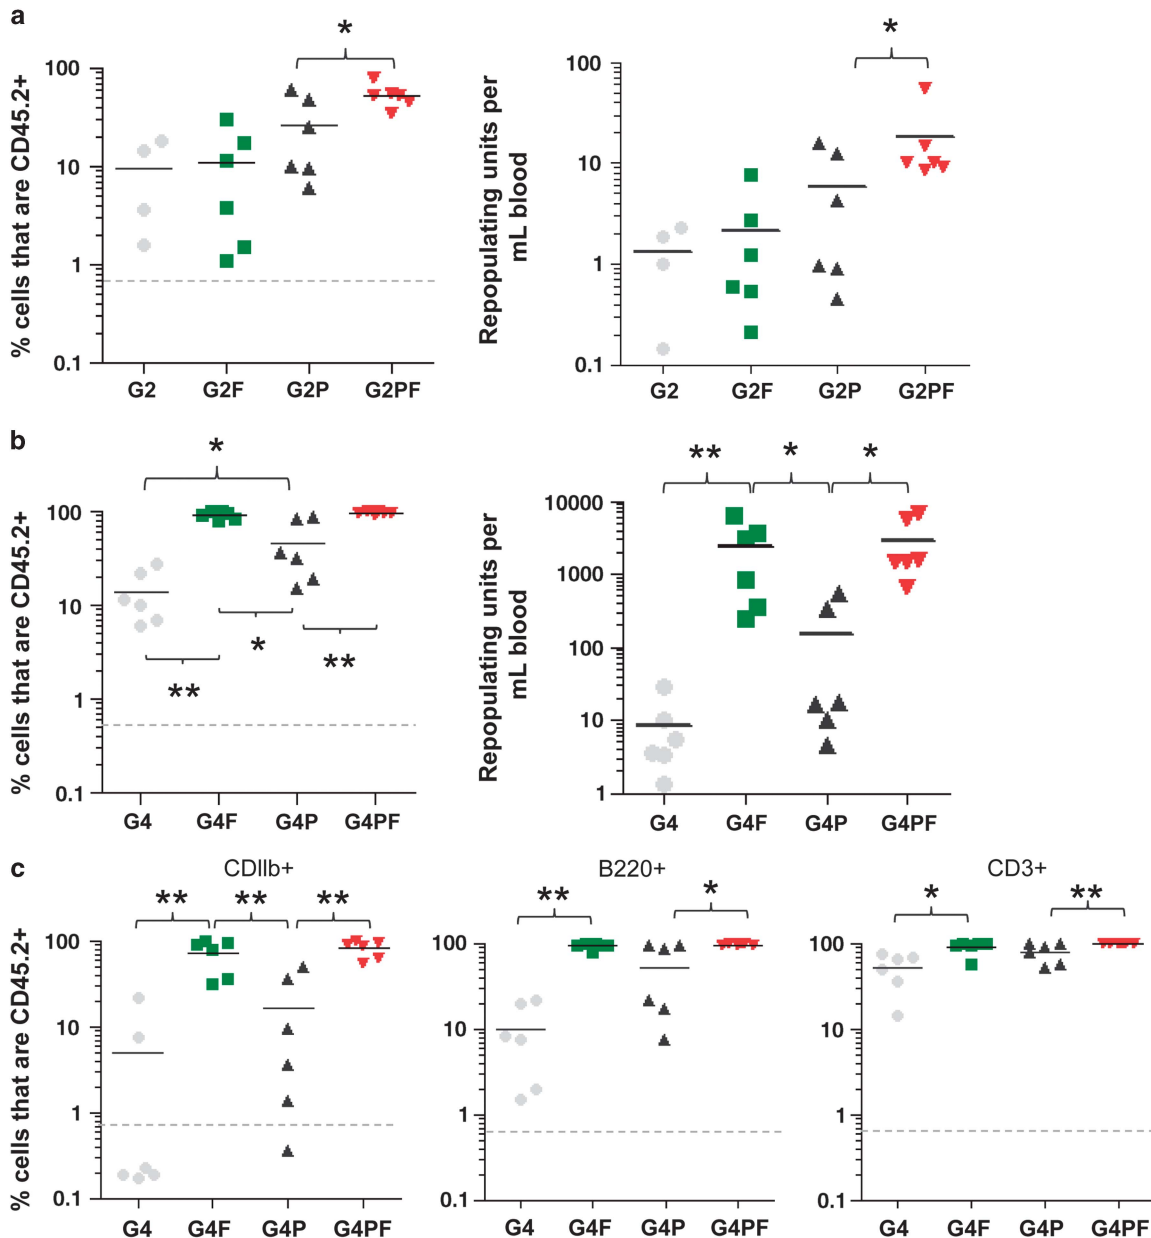 a
% cells that are CD45.2+
100
10
1
0.1
*
G2 G2F G2P G2PF
Repopulating units per
mL blood
100
10
1
0.1
*
G2 G2F G2P G2PF
b
% cells that are CD45.2+
100
10
1
0.1
*
*
**
**
G4 G4F G4P G4PF
Repopulating units per
mL blood
10000
1000
100
10
1
** * *
G4 G4F G4P G4PF
c
% cells that are CD45.2+
CDIIb+
** ** **
100
10
1
0.1
G4 G4F G4P G4PF
B220+
** *
100
10
1
0.1
G4 G4F G4P G4PF
CD3+
* **
100
10
1
0.1
G4 G4F G4P G4PF